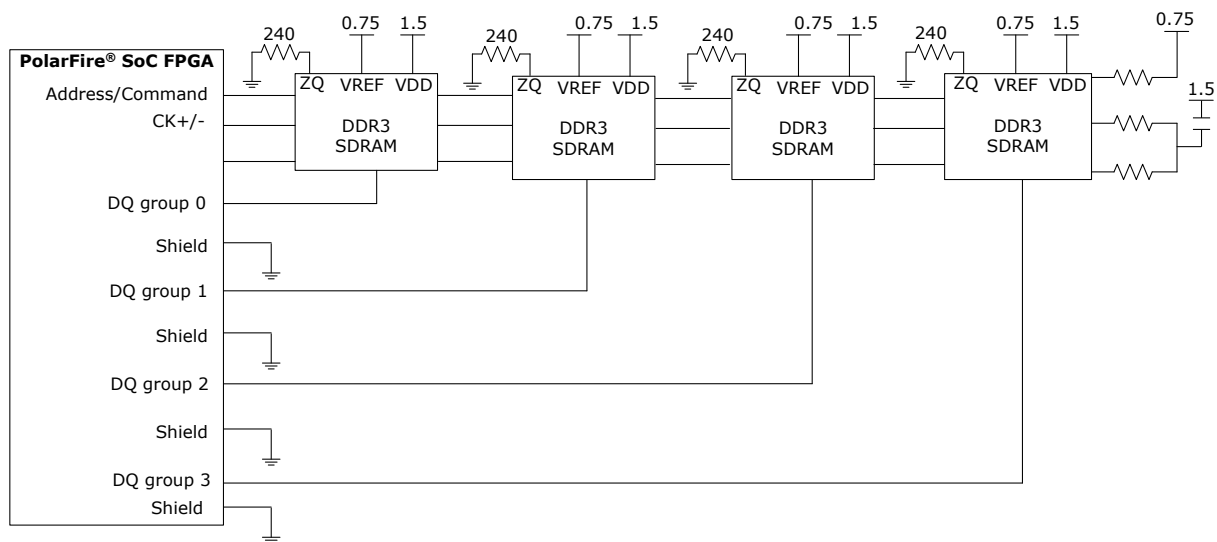 240 0.75 1.5 240 0.75 1.5 240 0.75 1.5 240 0.75 1.5 0.75
PolarFire® SoC FPGA
ZQ VREF VDD ZQ VREF VDD ZQ VREF VDD ZQ VREF VDD
Address/Command
1.5
CK+/-
DDR3 SDRAM
DDR3 SDRAM
DDR3 SDRAM
DDR3 SDRAM
DQ group 0
Shield
DQ group 1
Shield
DQ group 2
Shield
DQ group 3
Shield